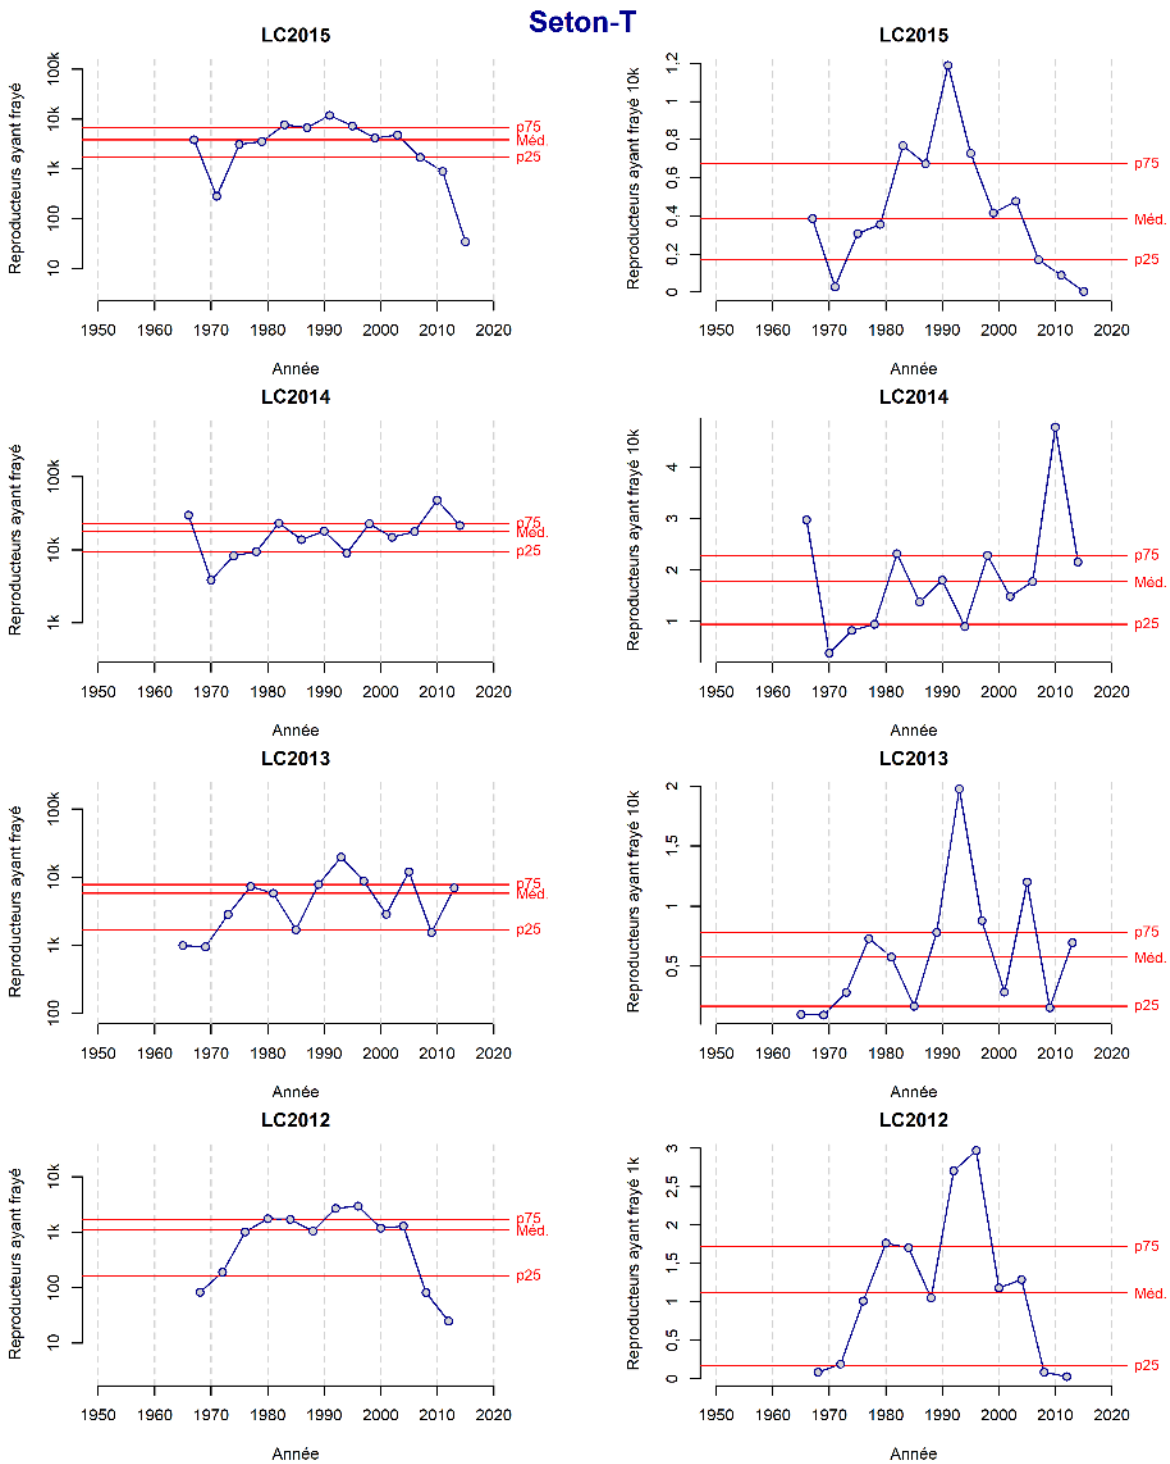 Seton-T
LC2015
Reproducteurs ayant frayé
100k
10k
1k
100
10
p75
Méd.
p25
1950 1960 1970 1980 1990 2000 2010 2020
Année
LC2015
Reproducteurs ayant frayé 10k
1,2
1
0,8
0,6
0,4
0,2
0
p75
Méd.
p25
1950 1960 1970 1980 1990 2000 2010 2020
Année
LC2014
Reproducteurs ayant frayé
100k
10k
1k
p75
Méd.
p25
1950 1960 1970 1980 1990 2000 2010 2020
Année
LC2014
Reproducteurs ayant frayé 10k
4
3
2
1
p75
Méd.
p25
1950 1960 1970 1980 1990 2000 2010 2020
Année
LC2013
Reproducteurs ayant frayé
100k
10k
1k
100
p75
Méd.
p25
1950 1960 1970 1980 1990 2000 2010 2020
Année
LC2013
Reproducteurs ayant frayé 10k
2
1,5
1
0,5
p75
Méd.
p25
1950 1960 1970 1980 1990 2000 2010 2020
Année
LC2012
Reproducteurs ayant frayé
10k
1k
100
10
p75
Méd.
p25
1950 1960 1970 1980 1990 2000 2010 2020
Année
LC2012
Reproducteurs ayant frayé 1k
3
2,5
2
1,5
1
0,5
0
p75
Méd.
p25
1950 1960 1970 1980 1990 2000 2010 2020
Année